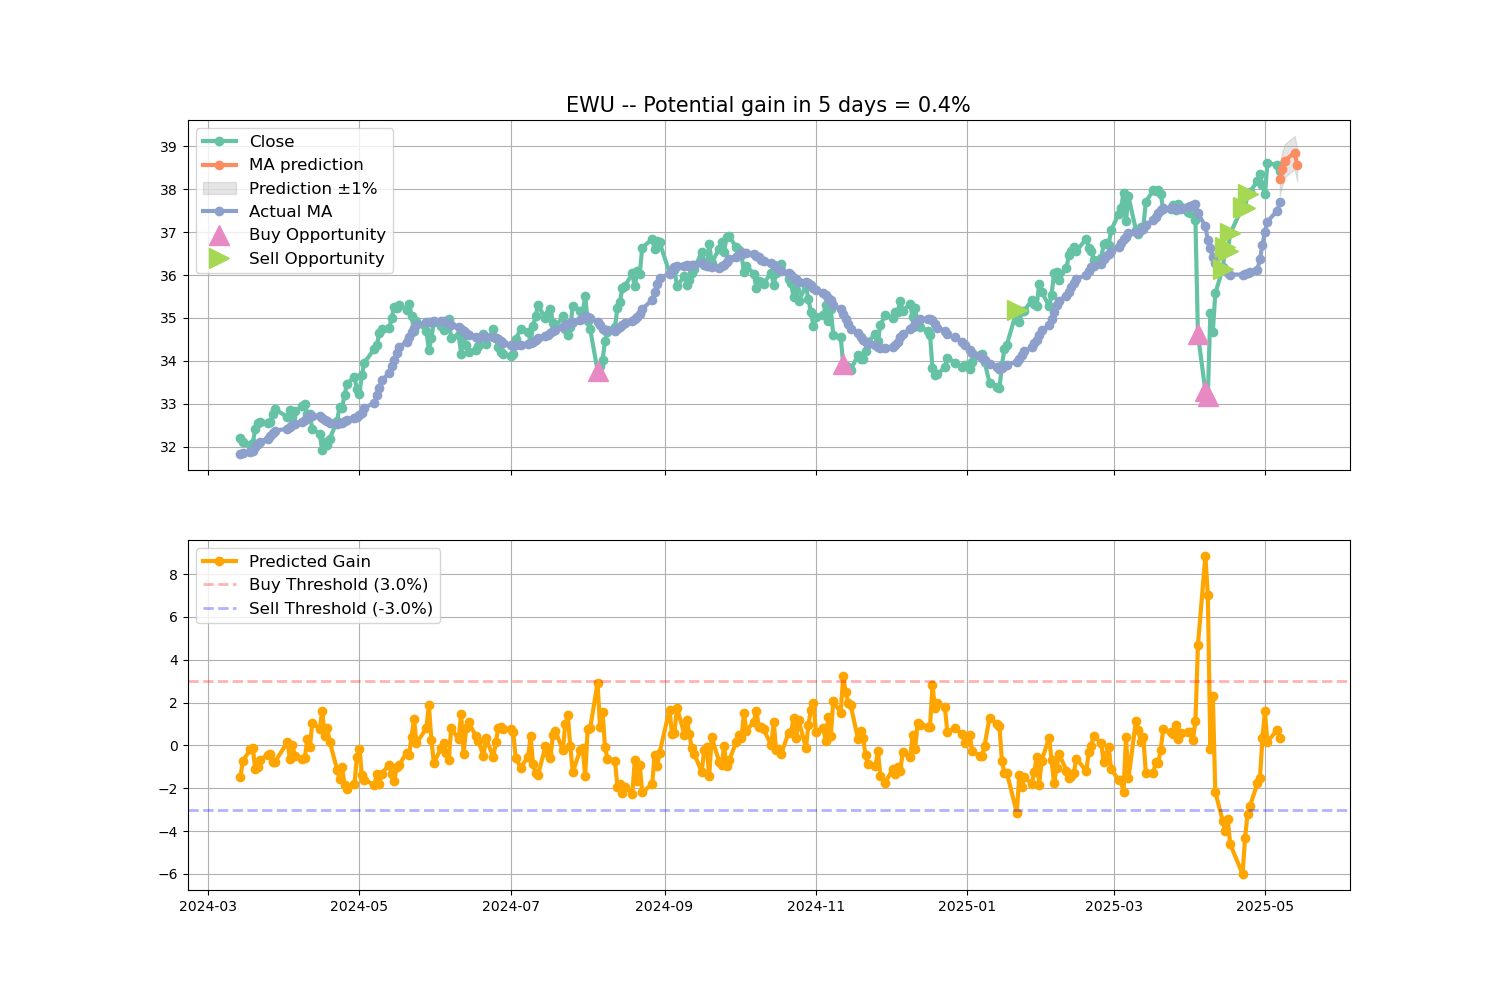 EWU -- Potential gain in 5 days = 0.4%
Close
MA prediction
Prediction ±1%
Actual MA
Buy Opportunity
Sell Opportunity
39
38
37
36
35
34
33
32
Predicted Gain
Buy Threshold (3.0%)
Sell Threshold (-3.0%)
8
6
4
2
0
−2
−4
−6
2024-03 2024-05 2024-07 2024-09 2024-11 2025-01 2025-03 2025-05